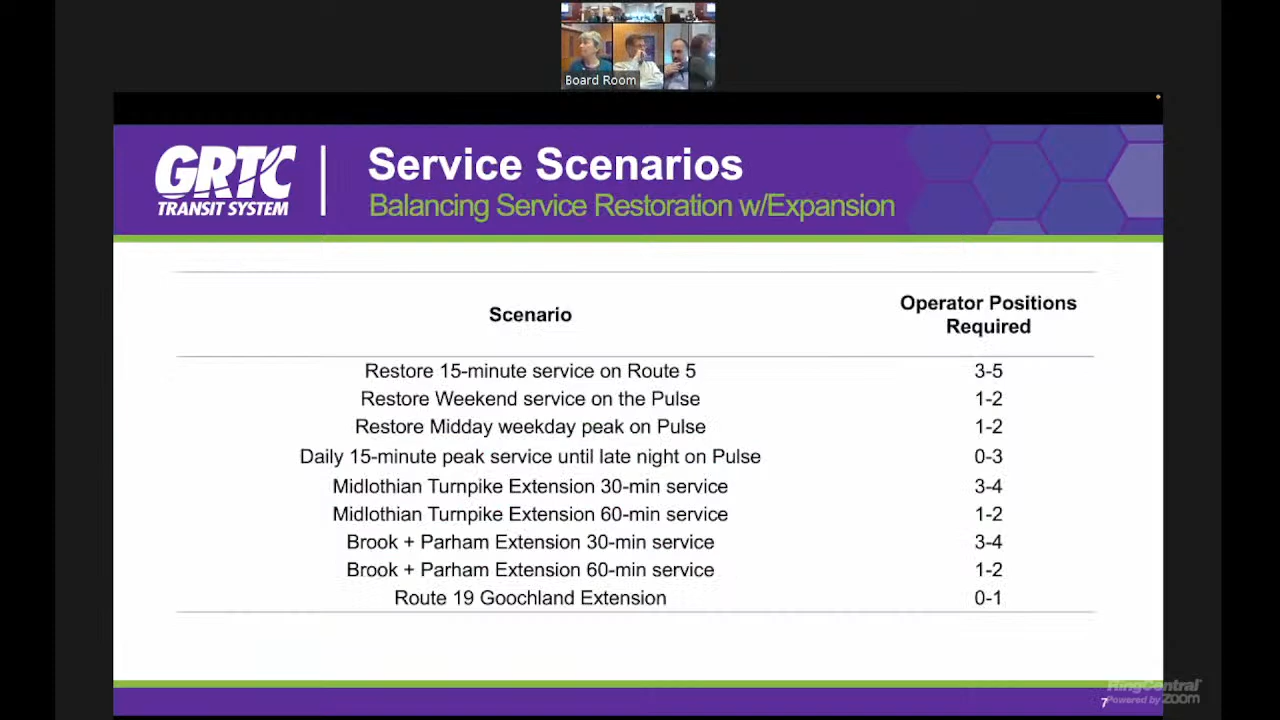 Board Room
GRTC
TRANSIT SYSTEM
Service Scenarios
Balancing Service Restoration w/Expansion
Scenario
Operator Positions
Required
Restore 15-minute service on Route 5 3-5
Restore Weekend service on the Pulse 1-2
Restore Midday weekday peak on Pulse 1-2
Daily 15-minute peak service until late night on Pulse 0-3
Midlothian Turnpike Extension 30-min service 3-4
Midlothian Turnpike Extension 60-min service 1-2
Brook + Parham Extension 30-min service 3-4
Brook + Parham Extension 60-min service 1-2
Route 19 Goochland Extension 0-1
RingCentral
7
Powered by zoom